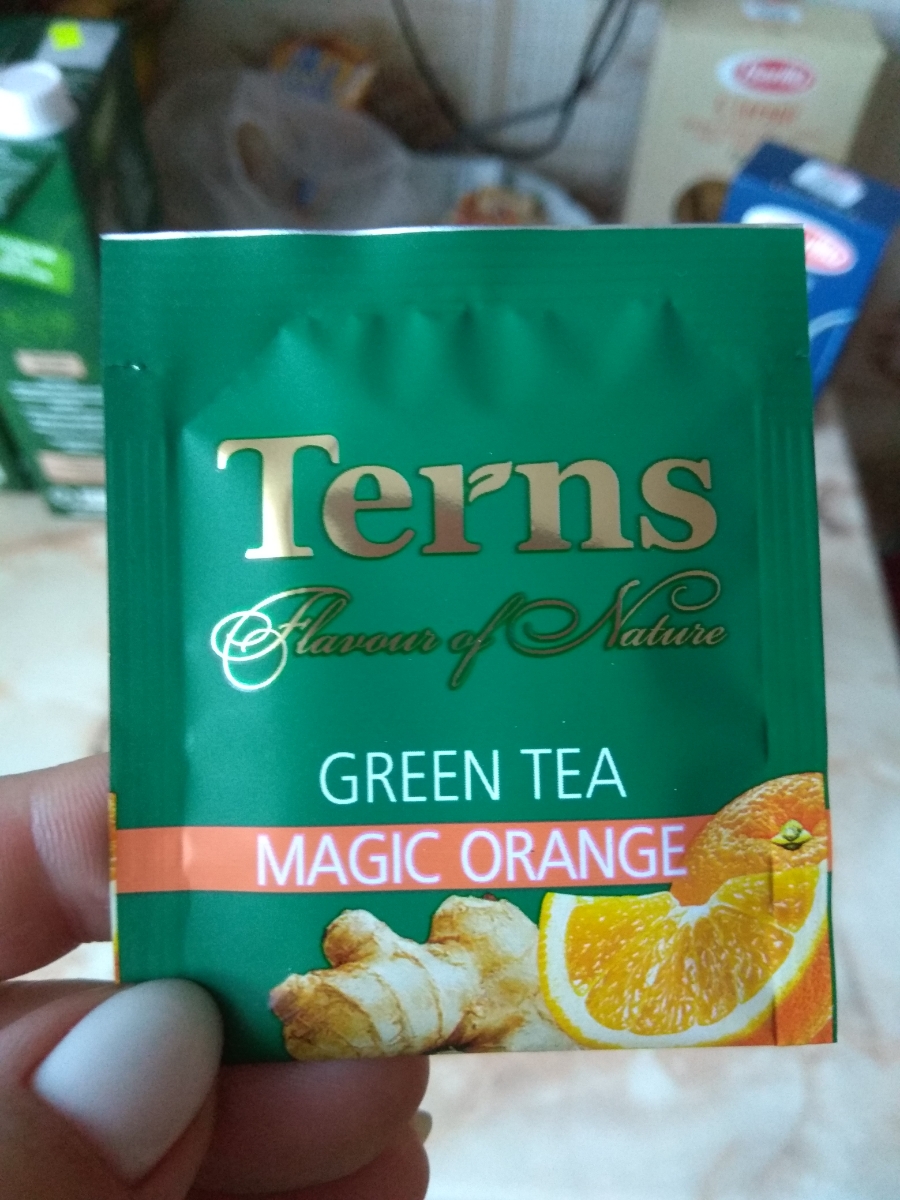 Terns
Flavour of Nature
GREEN TEA
MAGIC ORANGE